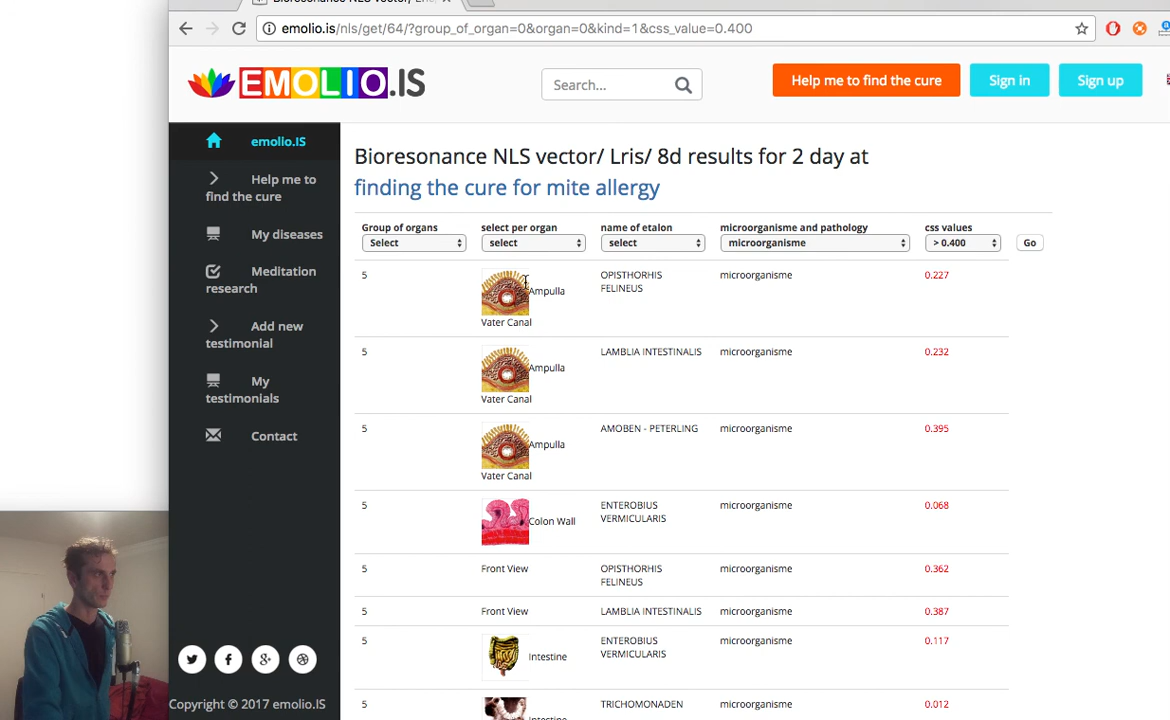 emolio.is/nls/get/64/?group_of_organ=0&organ=0&kind=1&css_value=0.400
EMOLIO.IS
Search...
Help me to find the cure
Sign in
Sign up
emolio.IS
Help me to
find the cure
My diseases
Meditation
research
Add new
testimonial
My
testimonials
Contact
Copyright © 2017 emolio.IS
Bioresonance NLS vector/ Lris/ 8d results for 2 day at
finding the cure for mite allergy
Group of organs select per organ name of etalon microorganisme and pathology css values
Select select select microorganisme > 0.400 Go
5 Ampulla Vater Canal OPISTHORHIS FELINEUS microorganisme 0.227
5 Ampulla Vater Canal LAMBLIA INTESTINALIS microorganisme 0.232
5 Ampulla Vater Canal AMOBEN - PETERLING microorganisme 0.395
5 Colon Wall ENTEROBIUS VERMICULARIS microorganisme 0.068
5 Front View OPISTHORHIS FELINEUS microorganisme 0.362
5 Front View LAMBLIA INTESTINALIS microorganisme 0.387
5 Intestine ENTEROBIUS VERMICULARIS microorganisme 0.117
5 TRICHOMONADEN microorganisme 0.012